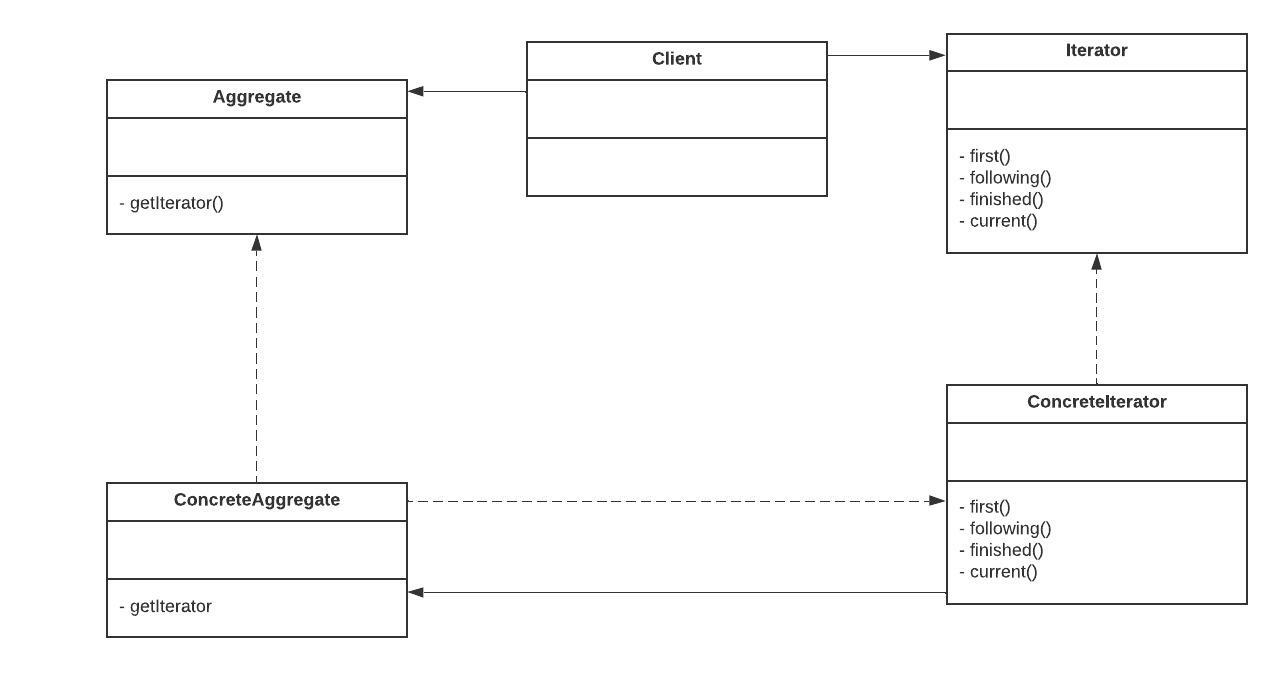 Client
Iterator
Aggregate
- first()
- following()
- finished()
- current()
- getIterator()
ConcreteIterator
ConcreteAggregate
- first()
- following()
- finished()
- current()
- getIterator